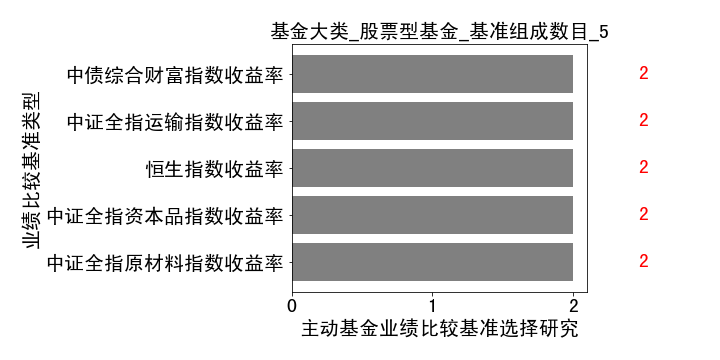 基金大类_股票型基金_基准组成数目_5
业绩比较基准类型
中债综合财富指数收益率 2
中证全指运输指数收益率 2
恒生指数收益率 2
中证全指资本品指数收益率 2
中证全指原材料指数收益率 2
0 1 2
主动基金业绩比较基准选择研究